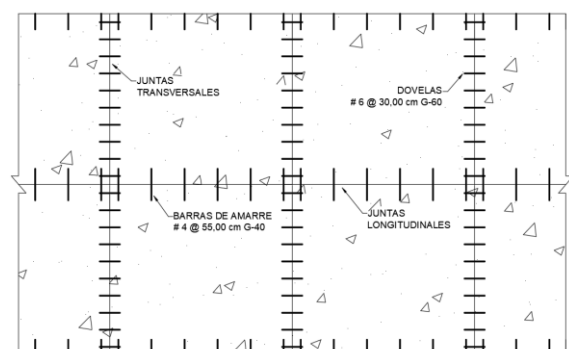 JUNTAS
TRANSVERSALES
DOVELAS
# 6 @ 30,00 cm G-60
BARRAS DE AMARRE
# 4 @ 55,00 cm G-40
JUNTAS
LONGITUDINALES